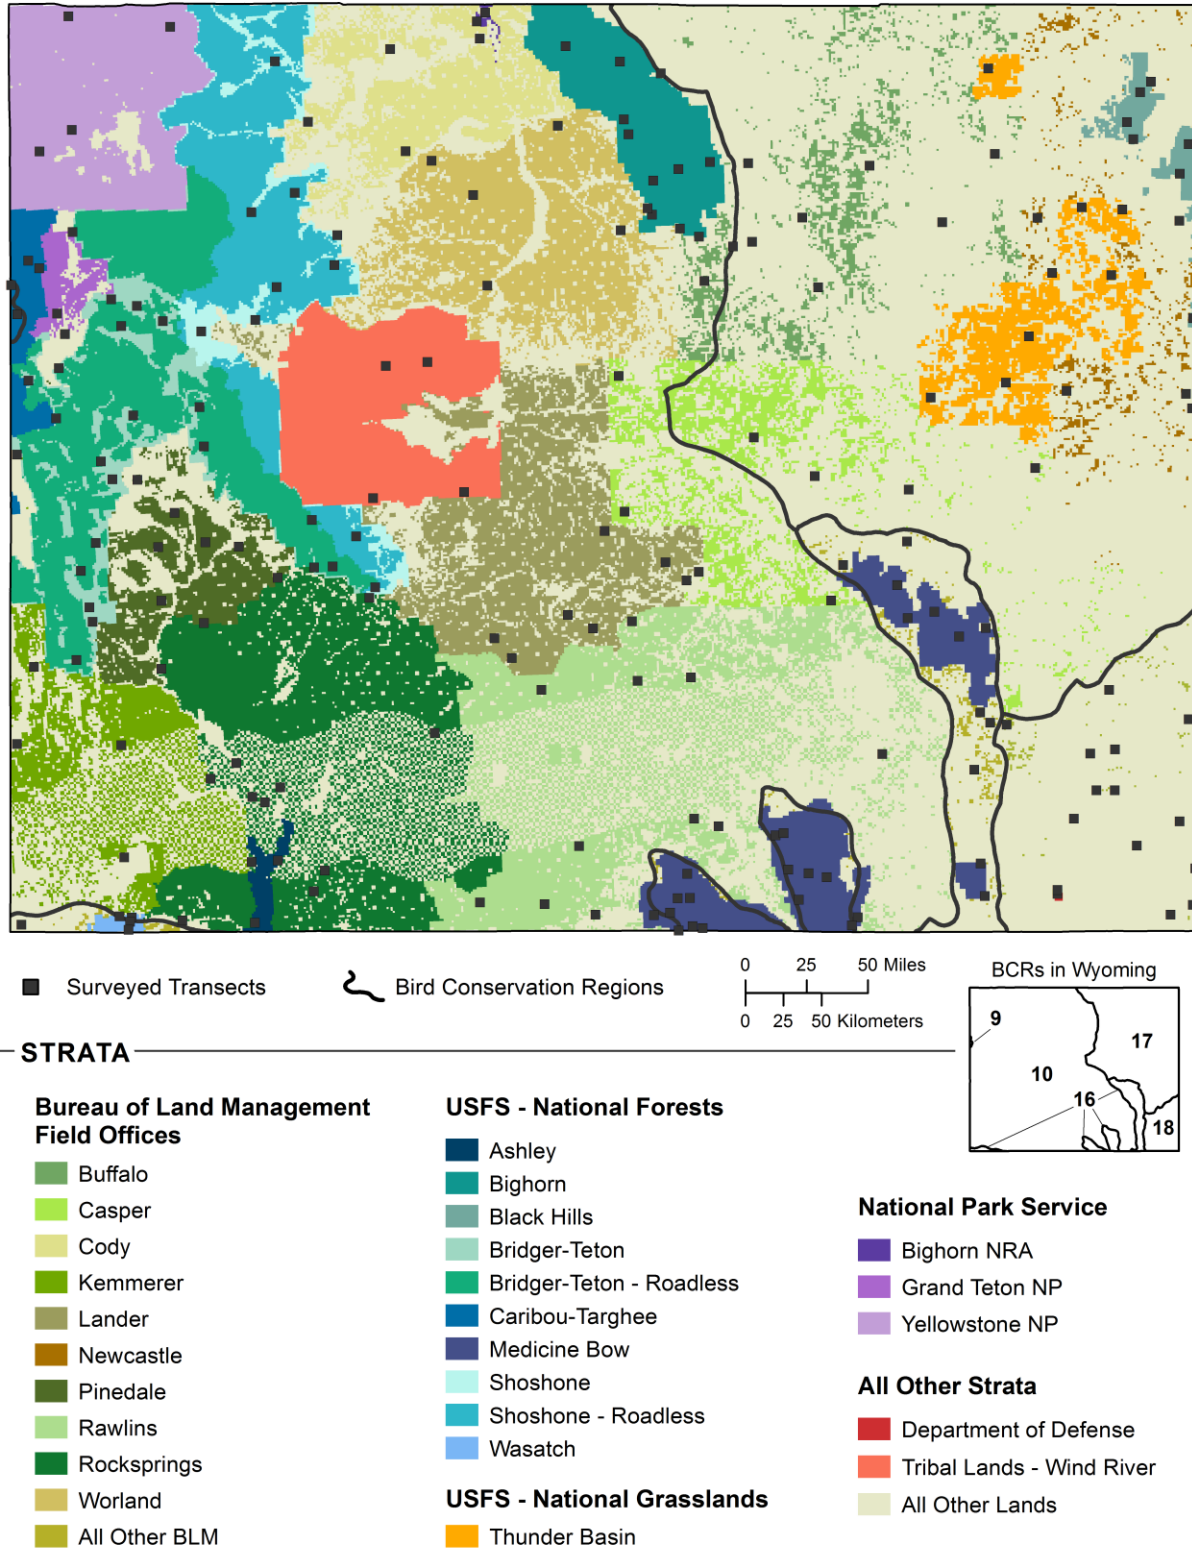 Surveyed Transects
Bird Conservation Regions
0 25 50 Miles
0 25 50 Kilometers
BCRs in Wyoming
9
17
10
16
18
STRATA
Bureau of Land Management
Field Offices
Buffalo
Casper
Cody
Kemmerer
Lander
Newcastle
Pinedale
Rawlins
Rocksprings
Worland
All Other BLM
USFS - National Forests
Ashley
Bighorn
Black Hills
Bridger-Teton
Bridger-Teton - Roadless
Caribou-Targhee
Medicine Bow
Shoshone
Shoshone - Roadless
Wasatch
USFS - National Grasslands
Thunder Basin
National Park Service
Bighorn NRA
Grand Teton NP
Yellowstone NP
All Other Strata
Department of Defense
Tribal Lands - Wind River
All Other Lands